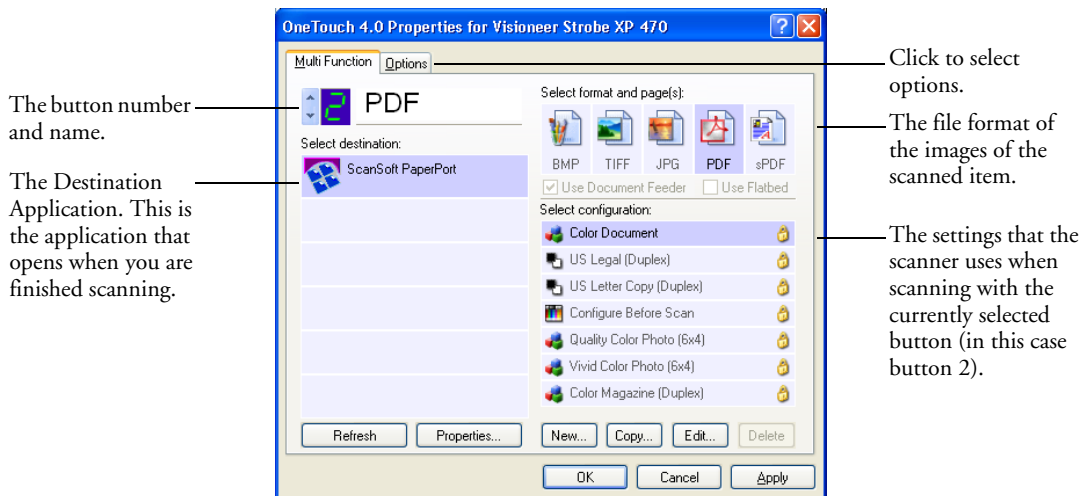 OneTouch 4.0 Properties for Visioneer Strobe XP 470
Multi Function
Options
The button number
and name.
2
PDF
Select destination:
ScanSoft PaperPort
The Destination
Application. This is
the application that
opens when you are
finished scanning.
Refresh
Properties...
Select format and page(s):
BMP
TIFF
JPG
PDF
sPDF
Use Document Feeder
Use Flatbed
Select configuration:
Color Document
US Legal (Duplex)
US Letter Copy (Duplex)
Configure Before Scan
Quality Color Photo (6x4)
Vivid Color Photo (6x4)
Color Magazine (Duplex)
New...
Copy...
Edit...
Delete
OK
Cancel
Apply
Click to select
options.
The file format of
the images of the
scanned item.
The settings that the
scanner uses when
scanning with the
currently selected
button (in this case
button 2).